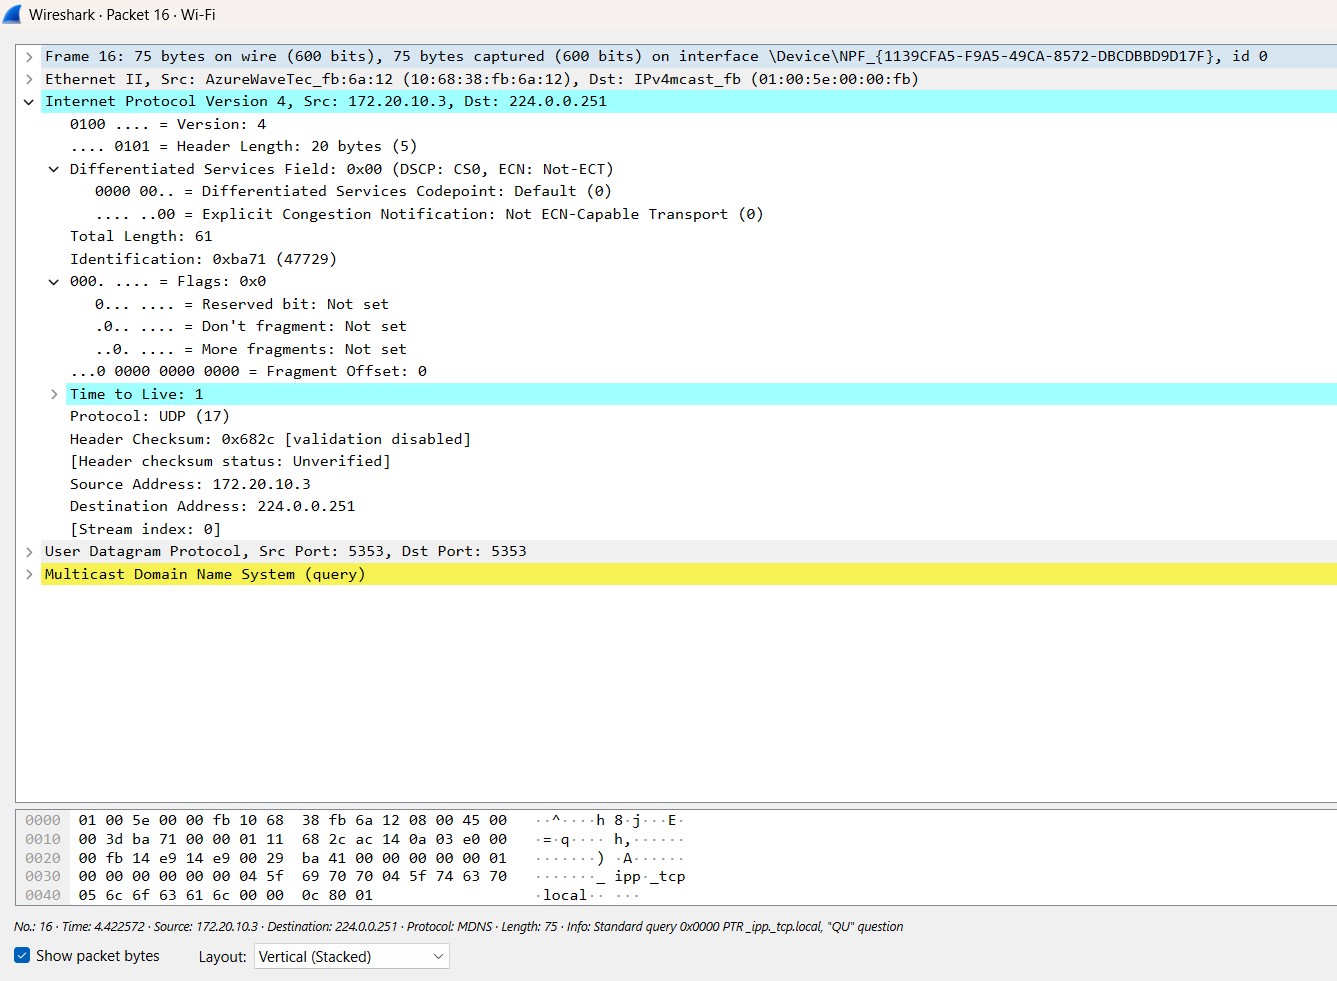 Wireshark · Packet 16 · Wi-Fi
Frame 16: 75 bytes on wire (600 bits), 75 bytes captured (600 bits) on interface \Device\NPF_{1139CFA5-F9A5-49CA-8572-DBCDBBD9D17F}, id 0
Ethernet II, Src: AzureWaveTec_fb:6a:12 (10:68:38:fb:6a:12), Dst: IPv4mcast_fb (01:00:5e:00:00:fb)
Internet Protocol Version 4, Src: 172.20.10.3, Dst: 224.0.0.251
0100 .... = Version: 4
.... 0101 = Header Length: 20 bytes (5)
Differentiated Services Field: 0x00 (DSCP: CS0, ECN: Not-ECT)
0000 00.. = Differentiated Services Codepoint: Default (0)
.... ..00 = Explicit Congestion Notification: Not ECN-Capable Transport (0)
Total Length: 61
Identification: 0xba71 (47729)
000. .... = Flags: 0x0
0... .... = Reserved bit: Not set
.0.. .... = Don't fragment: Not set
..0. .... = More fragments: Not set
...0 0000 0000 0000 = Fragment Offset: 0
Time to Live: 1
Protocol: UDP (17)
Header Checksum: 0x682c [validation disabled]
[Header checksum status: Unverified]
Source Address: 172.20.10.3
Destination Address: 224.0.0.251
[Stream index: 0]
User Datagram Protocol, Src Port: 5353, Dst Port: 5353
Multicast Domain Name System (query)
0000 01 00 5e 00 00 fb 10 68 38 fb 6a 12 08 00 45 00 ··^····h 8·j···E·
0010 00 3d ba 71 00 00 01 11 68 2c ac 14 0a 03 e0 00 ·=·q···· h,······
0020 00 fb 14 e9 14 e9 00 29 ba 41 00 00 00 00 00 01 ·······) ·A······
0030 00 00 00 00 00 00 04 5f 69 70 70 04 5f 74 63 70 ·······_ ipp·_tcp
0040 05 6c 6f 63 61 6c 00 00 0c 80 01 ·local·· ···
No.: 16 · Time: 4.422572 · Source: 172.20.10.3 · Destination: 224.0.0.251 · Protocol: MDNS · Length: 75 · Info: Standard query 0x0000 PTR _ipp._tcp.local, "QU" question
Show packet bytes Layout: Vertical (Stacked)